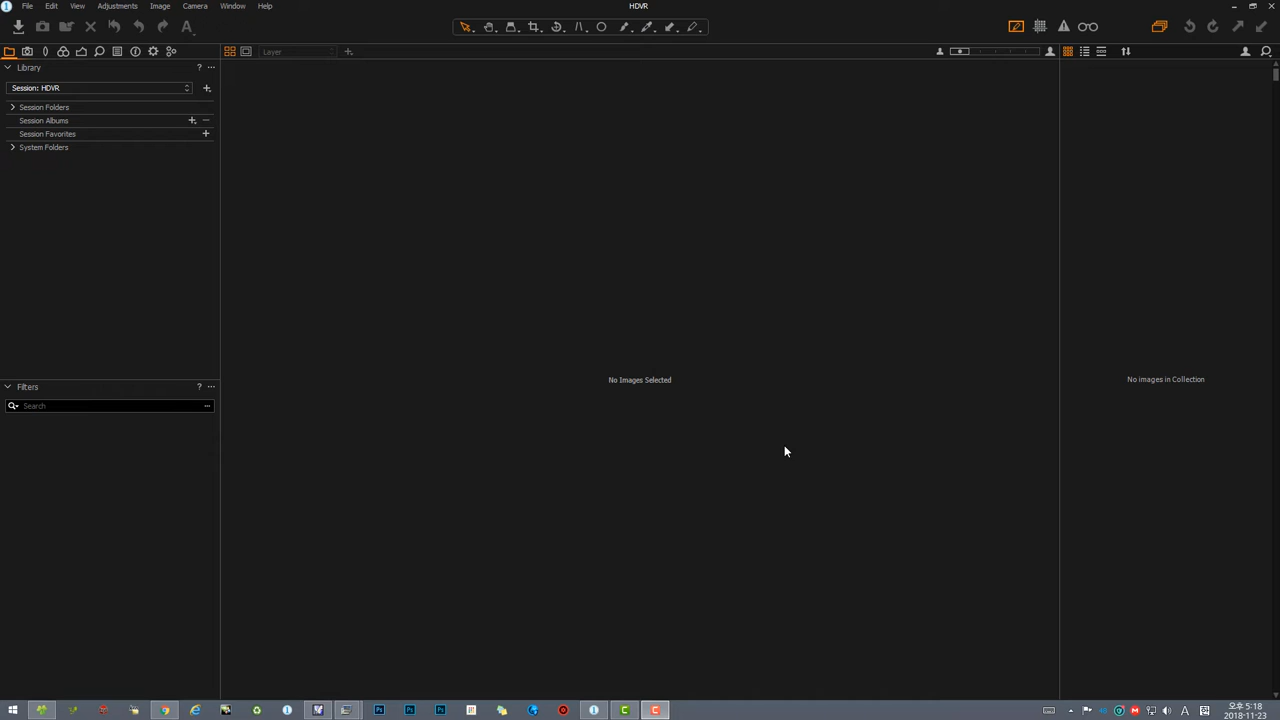 File Edit View Adjustments Image Camera Window Help
HDVR
Layer
Library
?
Session: HDVR
Session Folders
Session Albums
Session Favorites
System Folders
Filters
?
Search
No Images Selected
No images in Collection
A
오후 5:18
2018-11-23